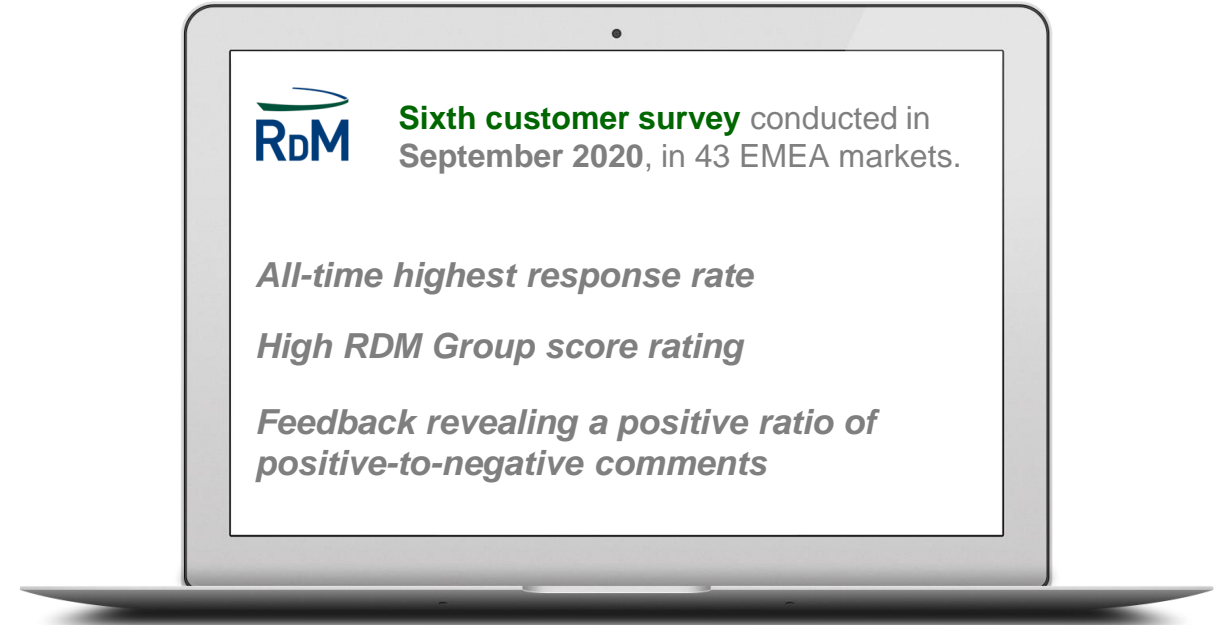 RDM
Sixth customer survey conducted in
September 2020, in 43 EMEA markets.
All-time highest response rate
High RDM Group score rating
Feedback revealing a positive ratio of
positive-to-negative comments